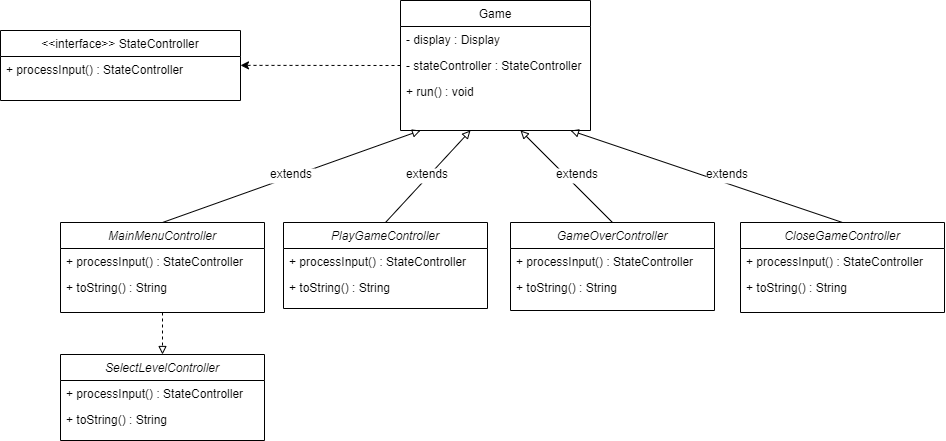 Game
- display : Display
- stateController : StateController
+ run() : void
<<interface>> StateController
+ processInput() : StateController
extends
extends
extends
extends
MainMenuController
+ processInput() : StateController
+ toString() : String
PlayGameController
+ processInput() : StateController
+ toString() : String
GameOverController
+ processInput() : StateController
+ toString() : String
CloseGameController
+ processInput() : StateController
+ toString() : String
SelectLevelController
+ processInput() : StateController
+ toString() : String